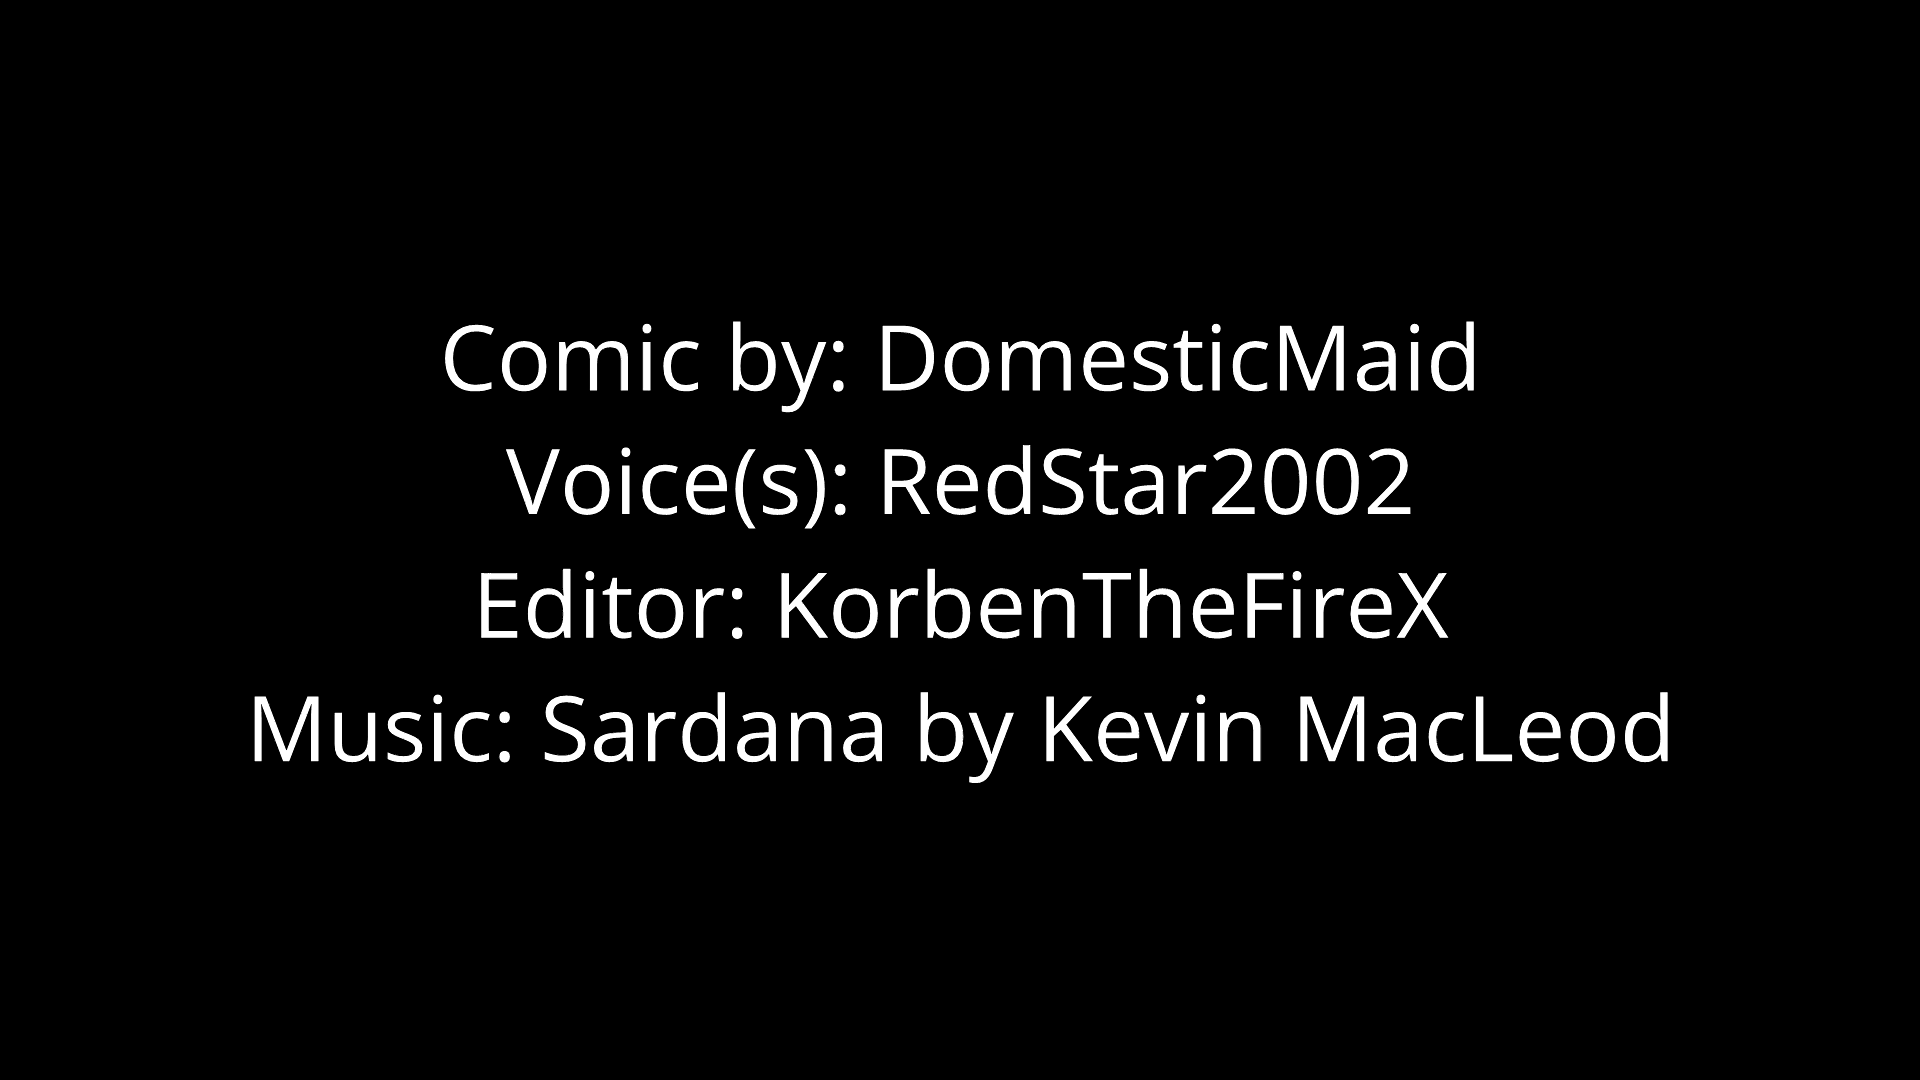 Comic by: DomesticMaid
Voice(s): RedStar2002
Editor: KorbenTheFireX
Music: Sardana by Kevin MacLeod